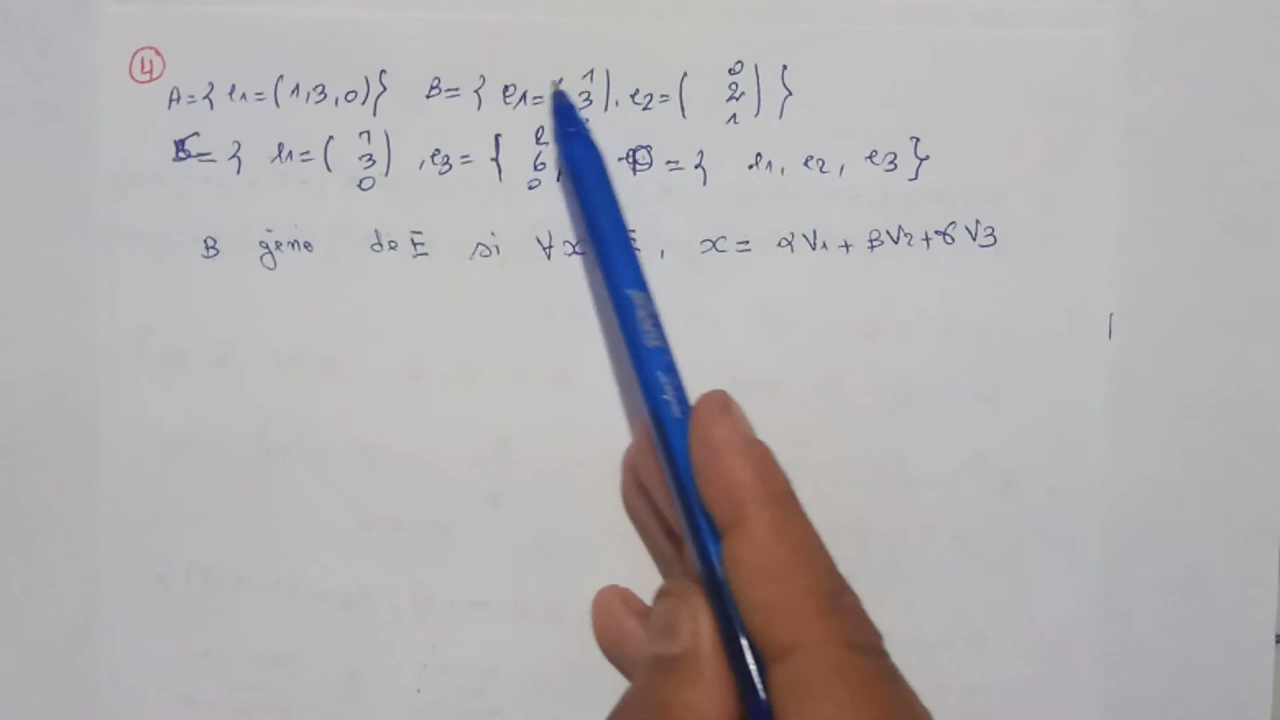 4
A = { e1 = (1, 3, 0) } B = { e1 = ( 1 3 ), e2 = ( 0 2 1 ) }
= { e1 = ( 1 3 0 ), e3 = { 2 6 0 = { e1, e2, e3 }
B géné de E si ∀x , x = αV1 + βV2 + γV3